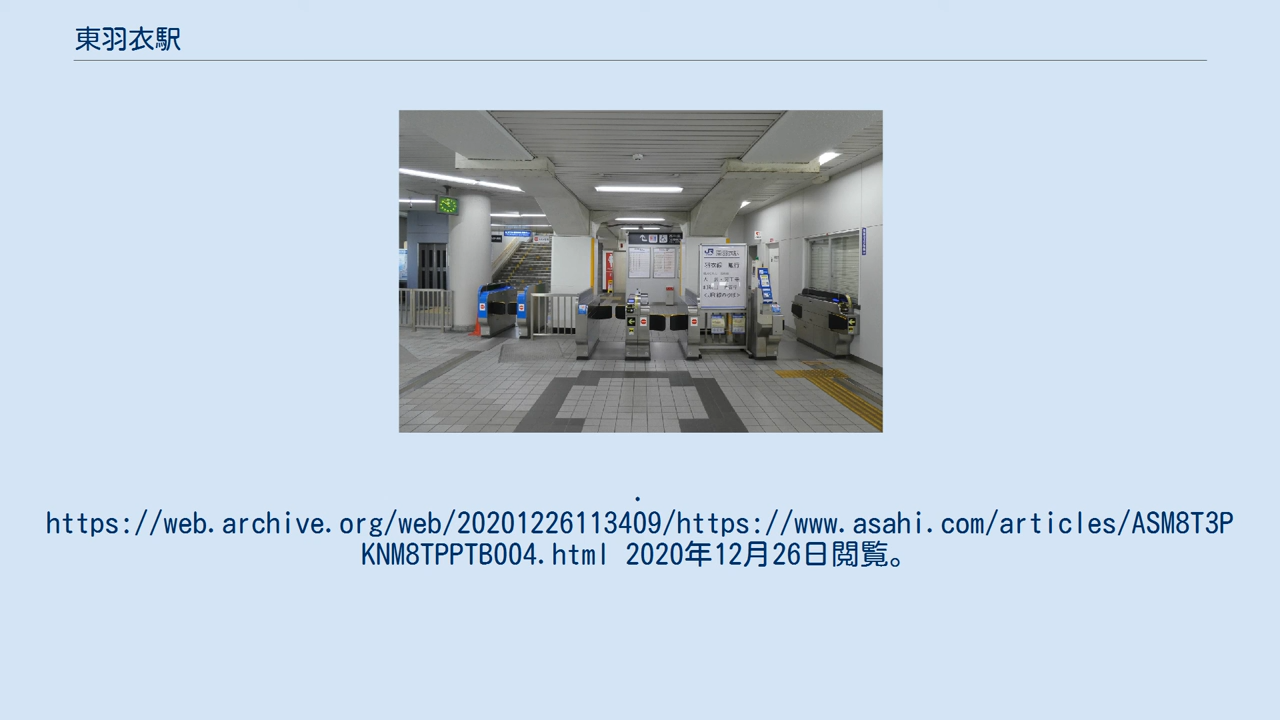 東羽衣駅
.
https://web.archive.org/web/20201226113409/https://www.asahi.com/articles/ASM8T3P
KNM8TPPTB004.html 2020年12月26日閲覧。